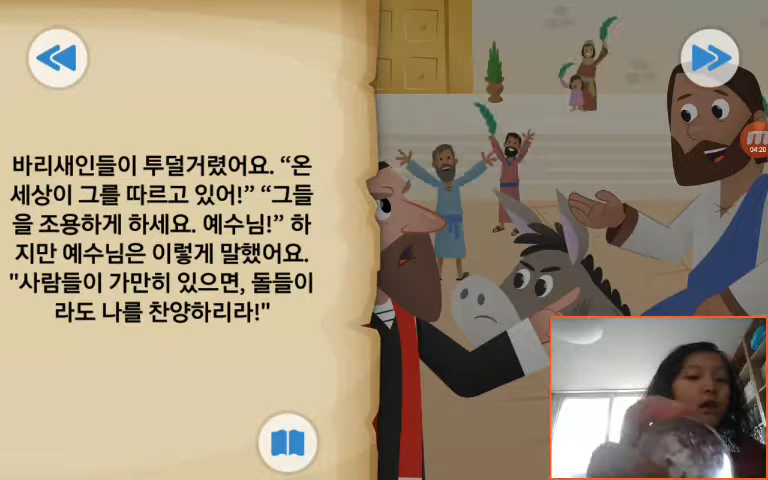 바리새인들이 투덜거렸어요. “온
세상이 그를 따르고 있어!” “그들
을 조용하게 하세요. 예수님!” 하
지만 예수님은 이렇게 말했어요.
"사람들이 가만히 있으면, 돌들이
라도 나를 찬양하리라!"
04:20